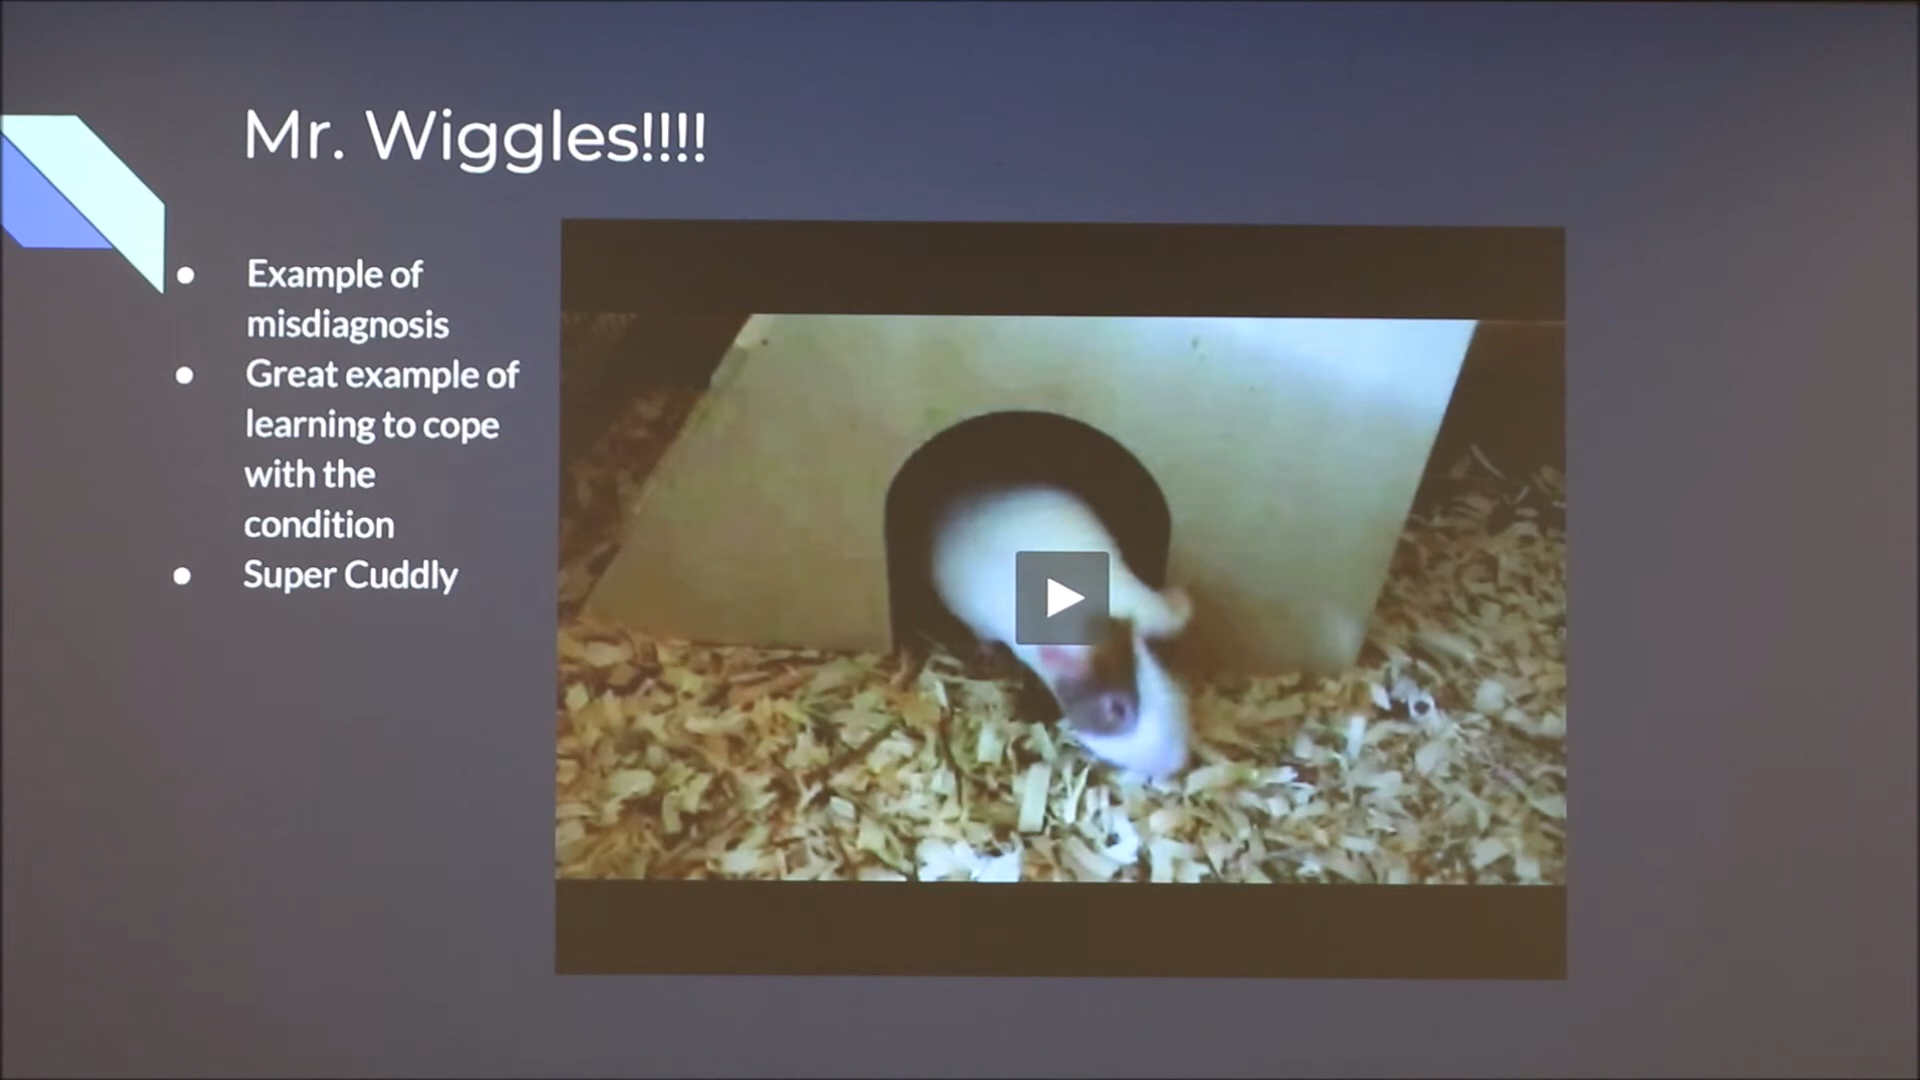 Mr. Wiggles!!!!
● Example of
misdiagnosis
● Great example of
learning to cope
with the
condition
● Super Cuddly